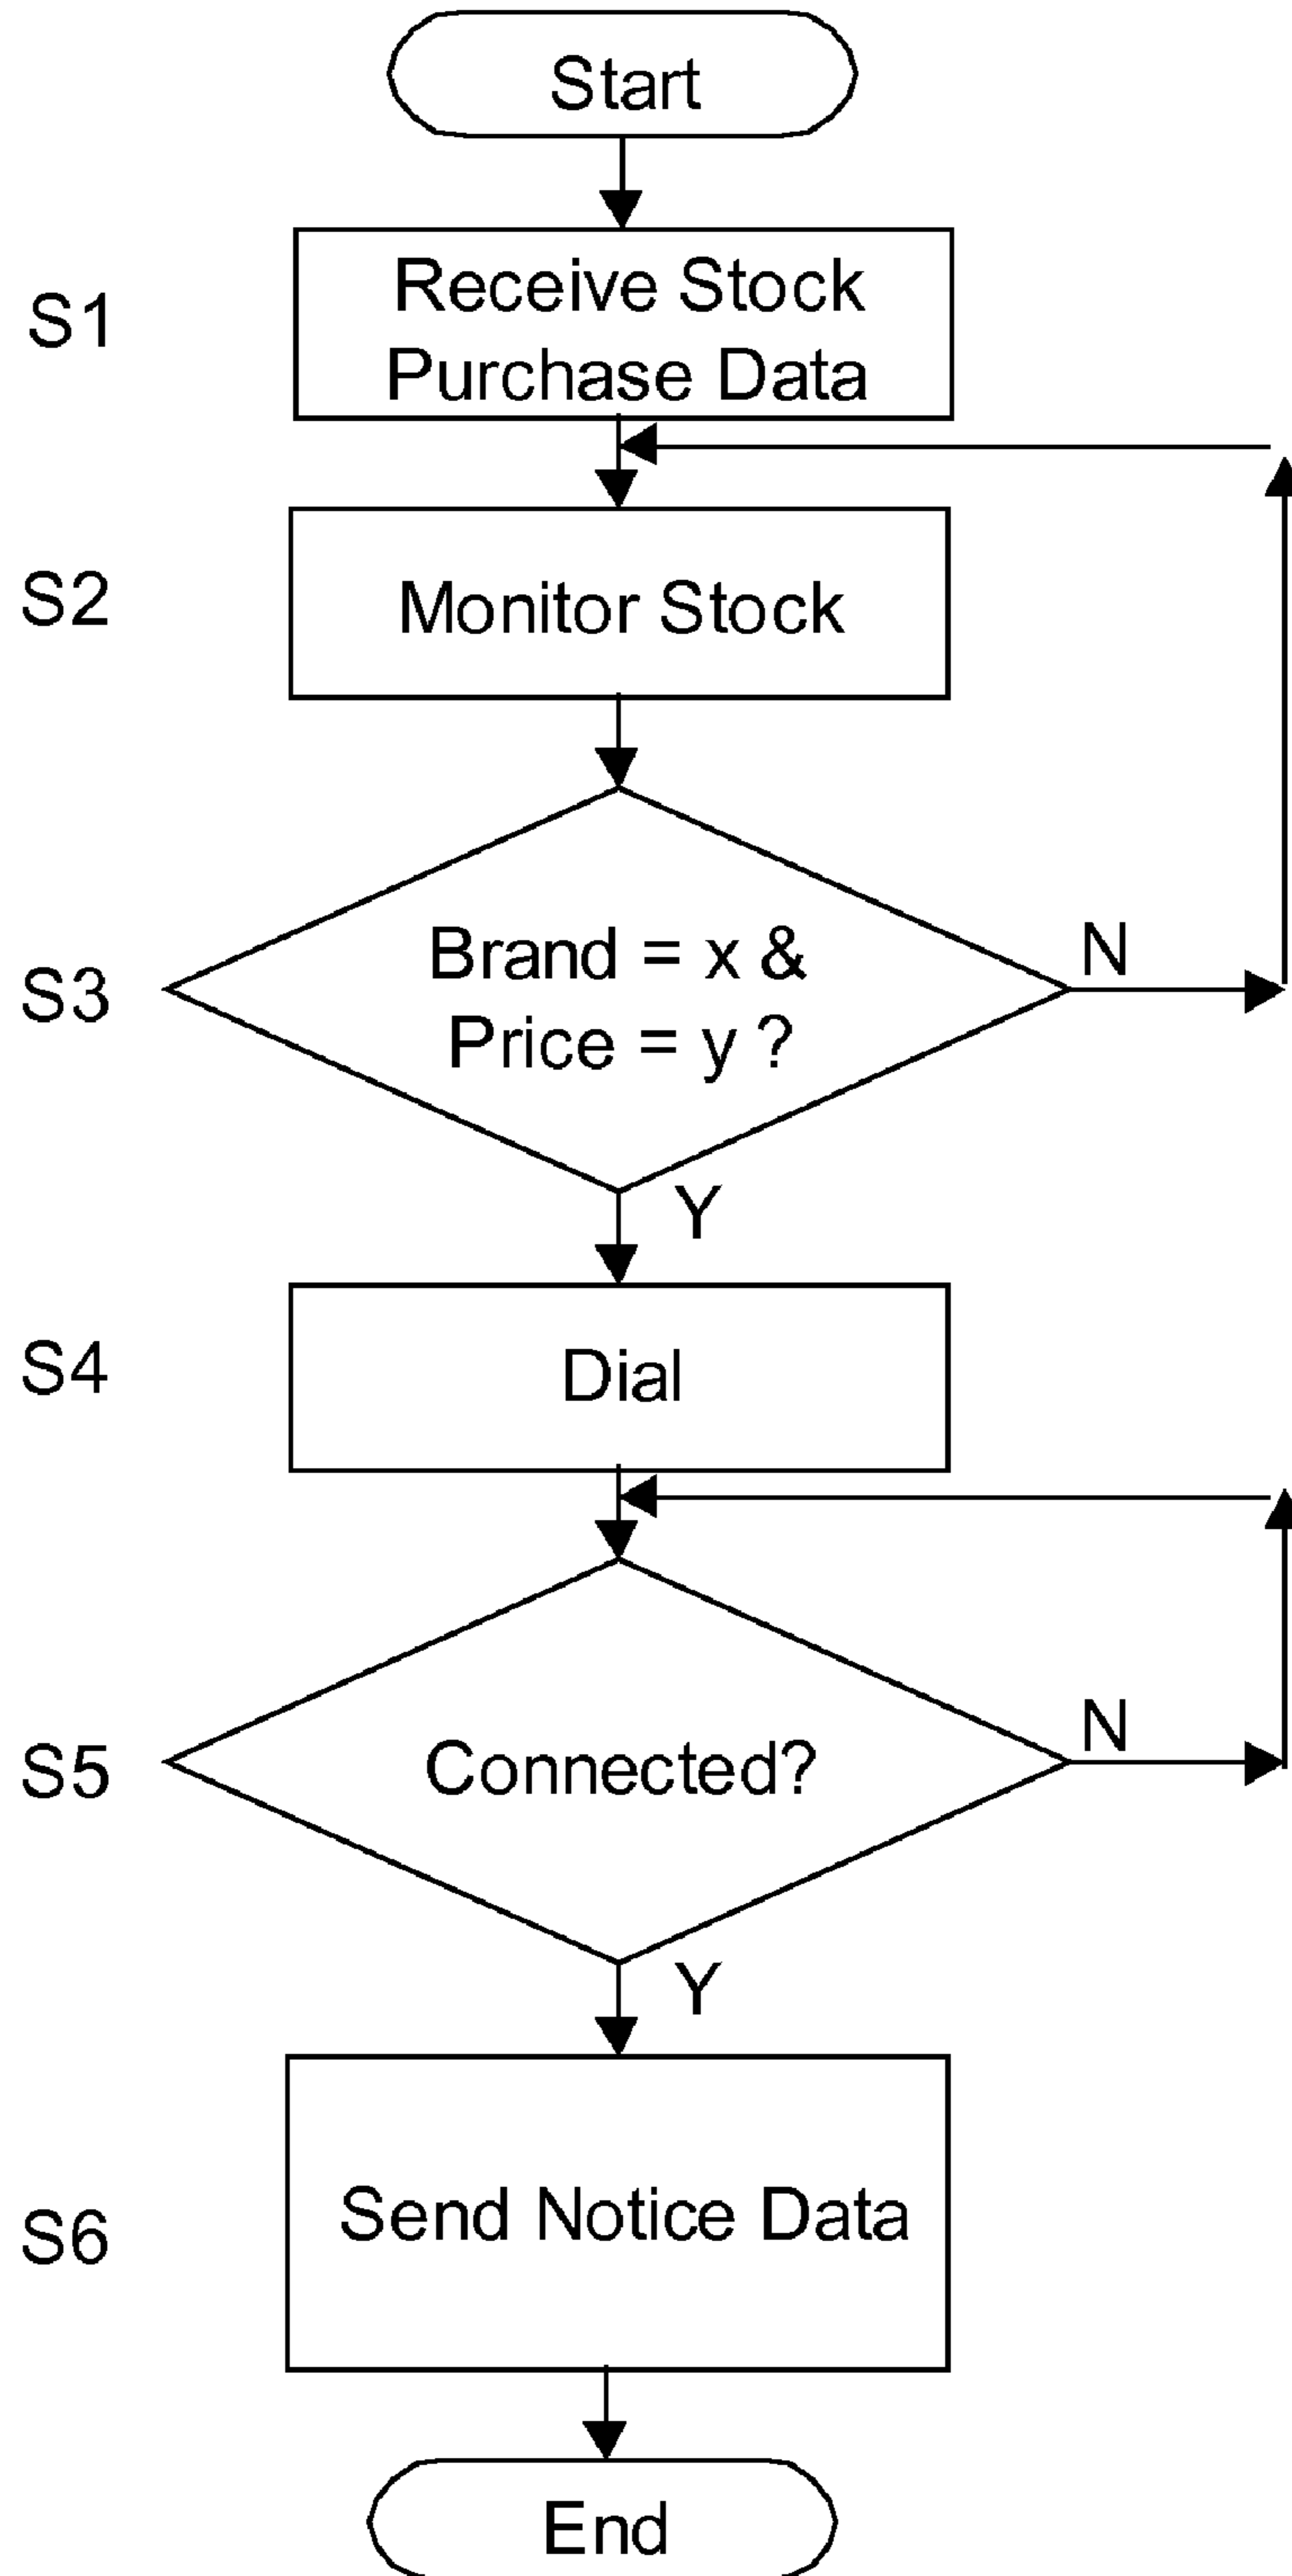 Start
S1
Receive Stock
Purchase Data
S2
Monitor Stock
S3
Brand = x &
Price = y ?
N
Y
S4
Dial
S5
Connected?
N
Y
S6
Send Notice Data
End